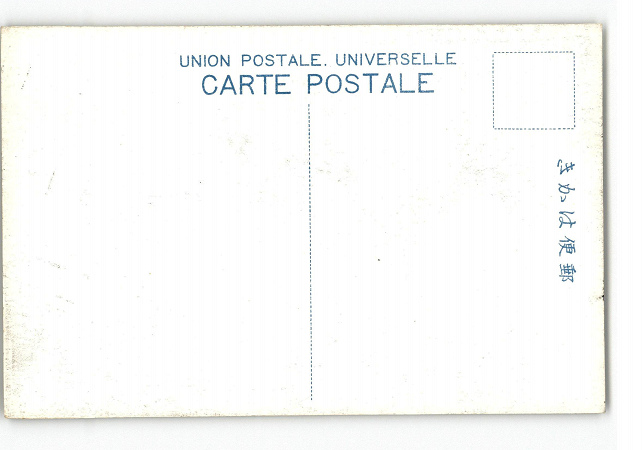 UNION POSTALE. UNIVERSELLE
CARTE POSTALE
きかは便郵